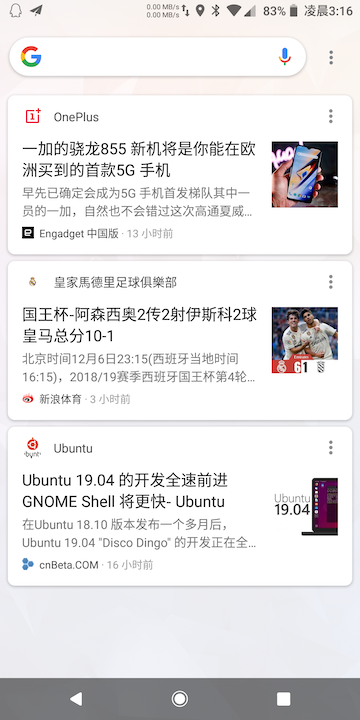 0.00 MB/s
0.00 MB/s
83%
凌晨3:16
OnePlus
一加的骁龙855 新机将是你能在欧
洲买到的首款5G 手机
早先已确定会成为5G 手机首发梯队其中一
员的一加，自然也不会错过这次高通夏威...
Engadget 中国版 · 13 小时前
皇家馬德里足球俱樂部
国王杯-阿森西奥2传2射伊斯科2球
皇马总分10-1
北京时间12月6日23:15(西班牙当地时间
16:15)，2018/19赛季西班牙国王杯第4轮...
6 1
新浪体育 · 3 小时前
Ubuntu
Ubuntu 19.04 的开发全速前进
GNOME Shell 将更快- Ubuntu
在Ubuntu 18.10 版本发布一个多月后，
Ubuntu 19.04 "Disco Dingo" 的开发正在全...
Ubuntu
19.04
cnBeta.COM · 16 小时前